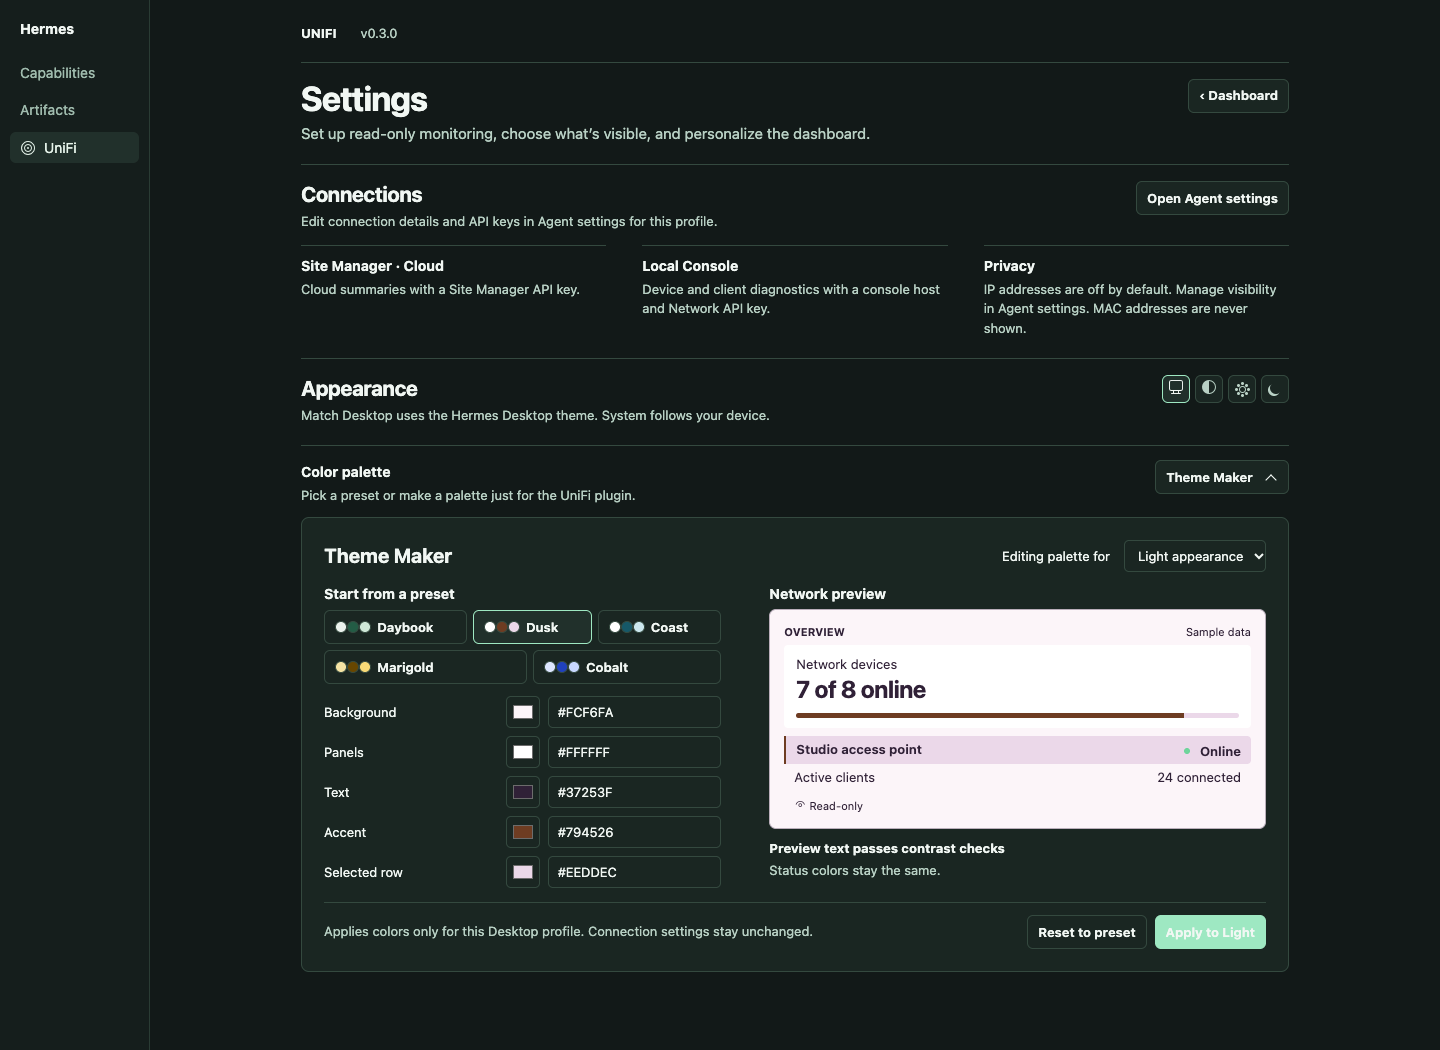 Hermes
Capabilities
Artifacts
UniFi
UNIFI v0.3.0
Settings
‹ Dashboard
Set up read-only monitoring, choose what’s visible, and personalize the dashboard.
Connections
Open Agent settings
Edit connection details and API keys in Agent settings for this profile.
Site Manager · Cloud
Cloud summaries with a Site Manager API key.
Local Console
Device and client diagnostics with a console host
and Network API key.
Privacy
IP addresses are off by default. Manage visibility
in Agent settings. MAC addresses are never
shown.
Appearance
Match Desktop uses the Hermes Desktop theme. System follows your device.
Color palette
Pick a preset or make a palette just for the UniFi plugin.
Theme Maker
Theme Maker
Editing palette for Light appearance
Start from a preset
Daybook Dusk Coast
Marigold Cobalt
Background #FCF6FA
Panels #FFFFFF
Text #37253F
Accent #794526
Selected row #EEDDEC
Network preview
OVERVIEW Sample data
Network devices
7 of 8 online
Studio access point Online
Active clients 24 connected
Read-only
Preview text passes contrast checks
Status colors stay the same.
Applies colors only for this Desktop profile. Connection settings stay unchanged.
Reset to preset Apply to Light